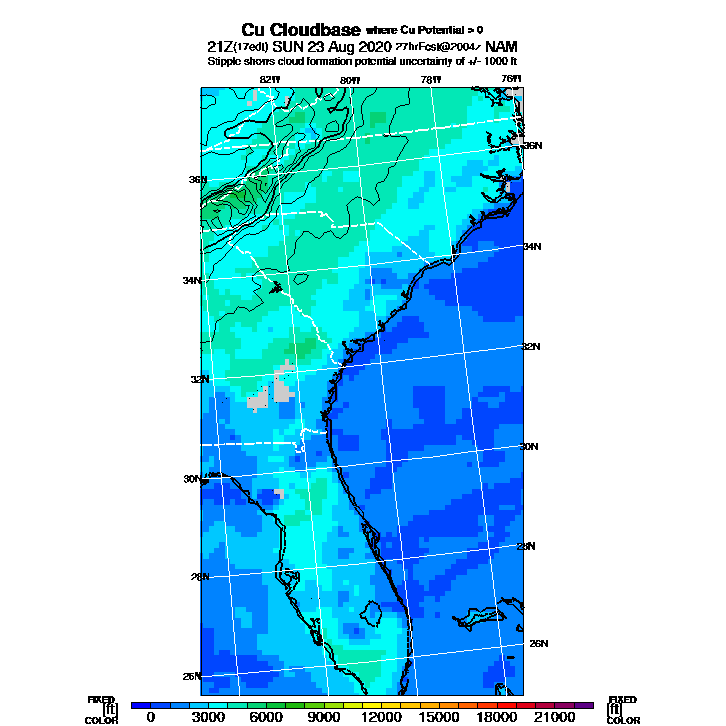 Cu Cloudbase where Cu Potential > 0
21Z(17edt) SUN 23 Aug 2020 27hrFcst@2004z NAM
Stipple shows cloud formation potential uncertainty of +/- 1000 ft
82W 80W 78W 76W
36N
36N
34N
34N
32N
32N
30N
30N
28N
28N
26N
26N
FIXED FIXED
[ft] [ft]
COLOR COLOR
0 3000 6000 9000 12000 15000 18000 21000